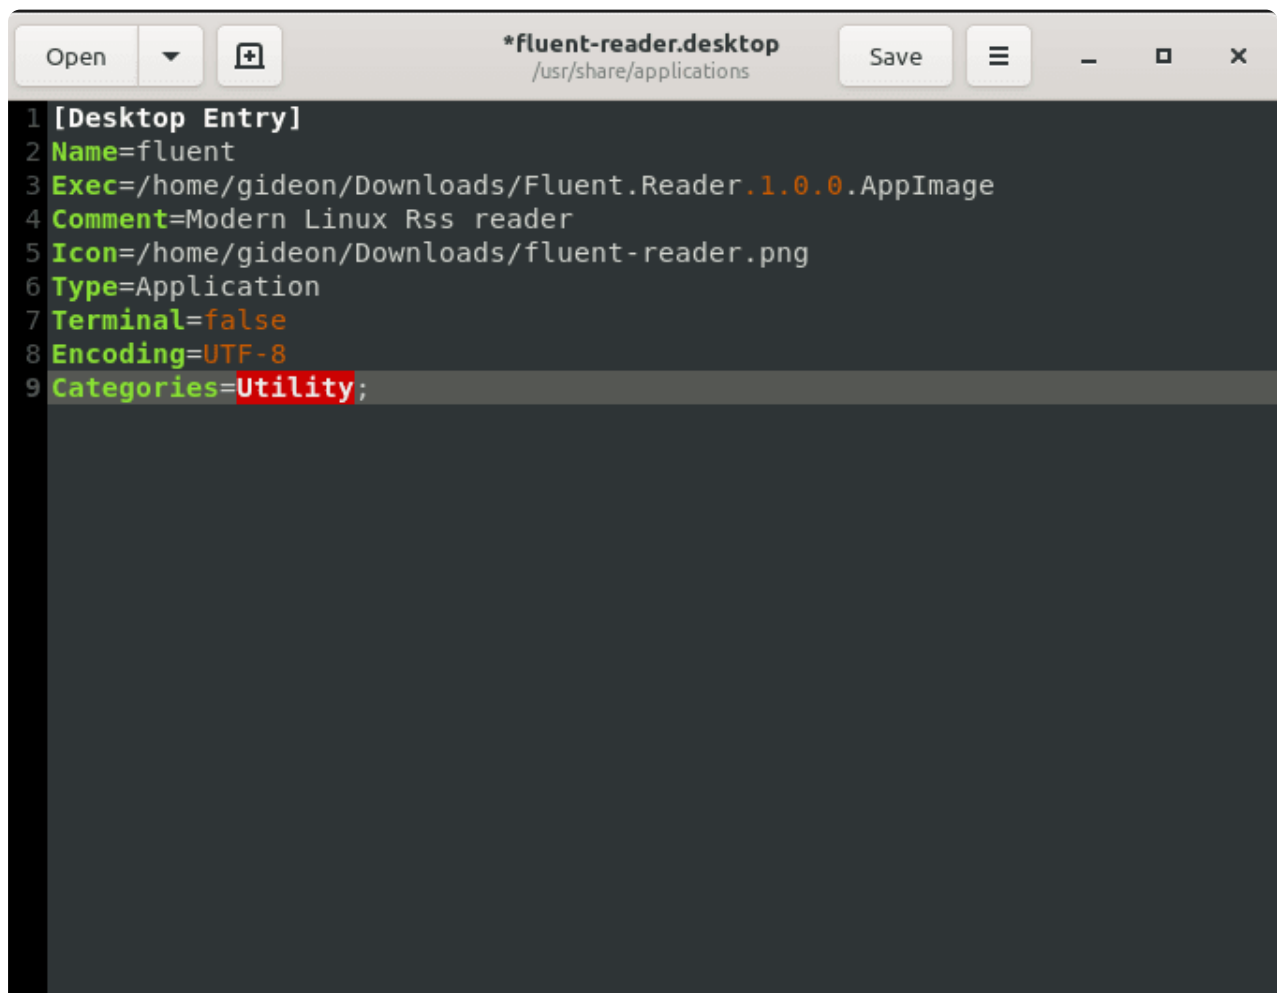 Open
*fluent-reader.desktop
/usr/share/applications
Save
1 [Desktop Entry]
2 Name=fluent
3 Exec=/home/gideon/Downloads/Fluent.Reader.1.0.0.AppImage
4 Comment=Modern Linux Rss reader
5 Icon=/home/gideon/Downloads/fluent-reader.png
6 Type=Application
7 Terminal=false
8 Encoding=UTF-8
9 Categories=Utility;